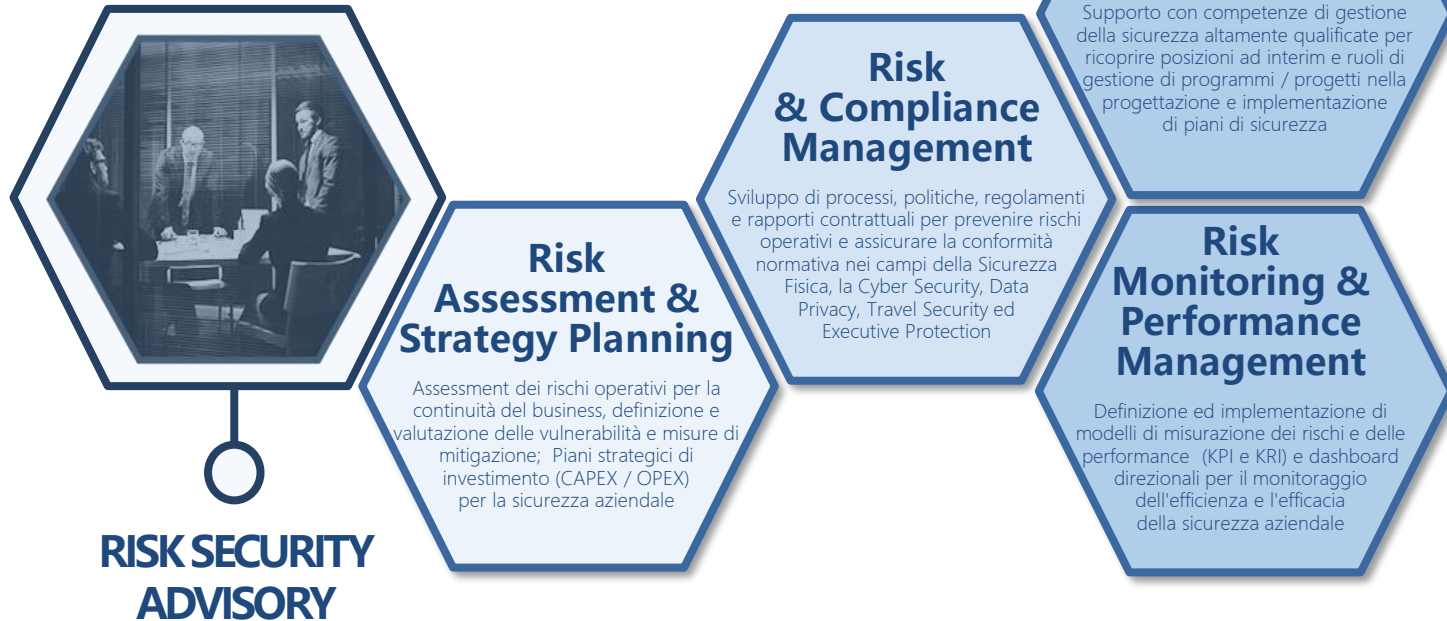 RISK SECURITY
ADVISORY
Risk
Assessment &
Strategy Planning
Assessment dei rischi operativi per la
continuità del business, definizione e
valutazione delle vulnerabilità e misure di
mitigazione;  Piani strategici di
investimento (CAPEX / OPEX)
per la sicurezza aziendale
Risk
& Compliance
Management
Sviluppo di processi, politiche, regolamenti
e rapporti contrattuali per prevenire rischi
operativi e assicurare la conformità
normativa nei campi della Sicurezza
Fisica, la Cyber Security, Data
Privacy, Travel Security ed
Executive Protection
Supporto con competenze di gestione
della sicurezza altamente qualificate per
ricoprire posizioni ad interim e ruoli di
gestione di programmi / progetti nella
progettazione e implementazione
di piani di sicurezza
Risk
Monitoring &
Performance
Management
Definizione ed implementazione di
modelli di misurazione dei rischi e delle
performance  (KPI e KRI) e dashboard
direzionali per il monitoraggio
dell'efficienza e l'efficacia
della sicurezza aziendale